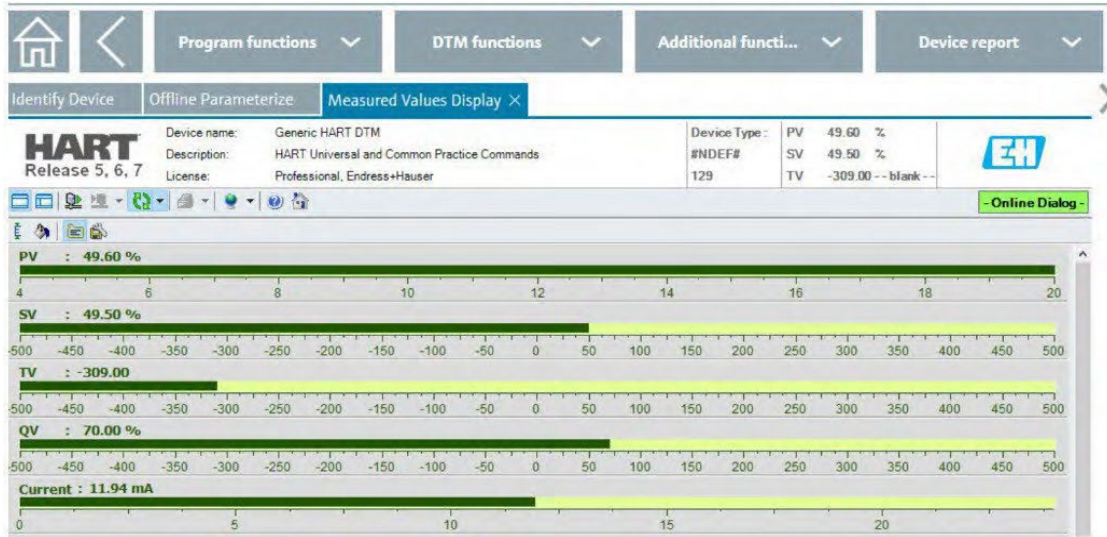 Program functions
DTM functions
Additional functi...
Device report
Identify Device
Offline Parameterize
Measured Values Display ×
HART
Release 5, 6, 7
Device name: Generic HART DTM
Description: HART Universal and Common Practice Commands
License: Professional, Endress+Hauser
Device Type :
#NDEF#
129
PV 49.60 %
SV 49.50 %
TV -309.00 - - blank - -
E+H
- Online Dialog -
PV : 49.60 %
4 6 8 10 12 14 16 18 20
SV : 49.50 %
-500 -450 -400 -350 -300 -250 -200 -150 -100 -50 0 50 100 150 200 250 300 350 400 450 500
TV : -309.00
-500 -450 -400 -350 -300 -250 -200 -150 -100 -50 0 50 100 150 200 250 300 350 400 450 500
QV : 70.00 %
-500 -450 -400 -350 -300 -250 -200 -150 -100 -50 0 50 100 150 200 250 300 350 400 450 500
Current : 11.94 mA
0 5 10 15 20